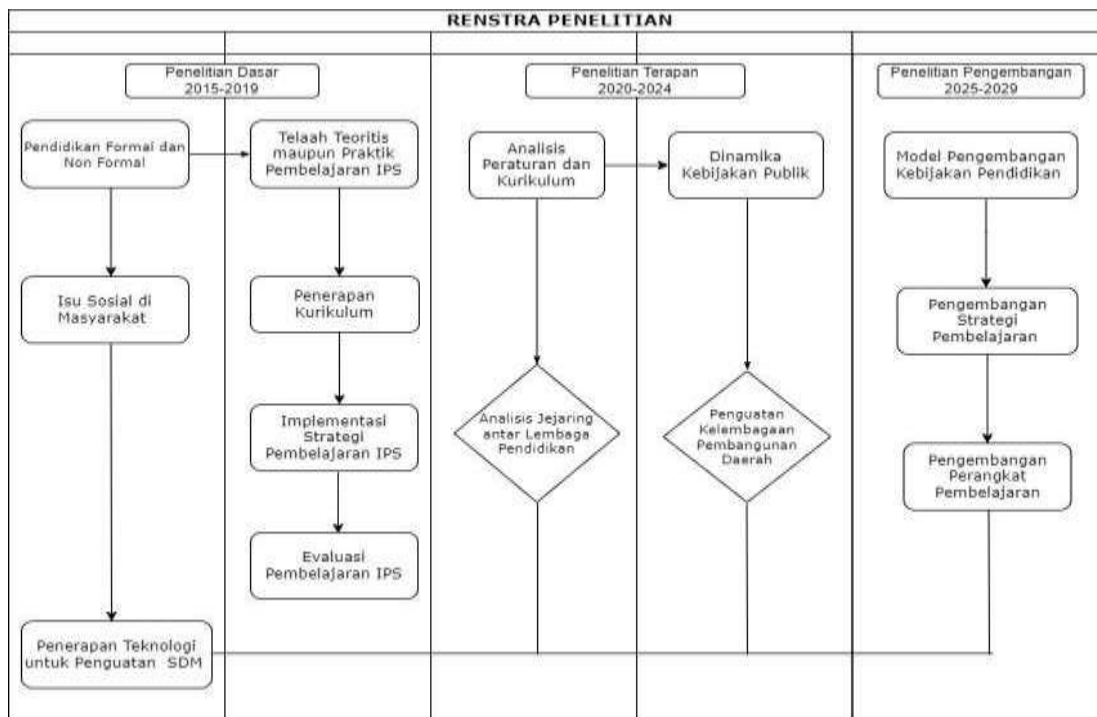 RENSTRA PENELITIAN
Penelitian Dasar
2015-2019
Penelitian Terapan
2020-2024
Penelitian Pengembangan
2025-2029
Pendidikan Formal dan
Non Formal
Isu Sosial di
Masyarakat
Penerapan Teknologi
untuk Penguatan SDM
Telaah Teoritis
maupun Praktik
Pembelajaran IPS
Penerapan
Kurikulum
Implementasi
Strategi
Pembelajaran IPS
Evaluasi
Pembelajaran IPS
Analisis
Peraturan dan
Kurikulum
Analisis Jejaring
antar Lembaga
Pendidikan
Dinamika
Kebijakan Publik
Penguatan
Kelembagaan
Pembangunan
Daerah
Model Pengembangan
Kebijakan Pendidikan
Pengembangan
Strategi
Pembelajaran
Pengembangan
Perangkat
Pembelajaran